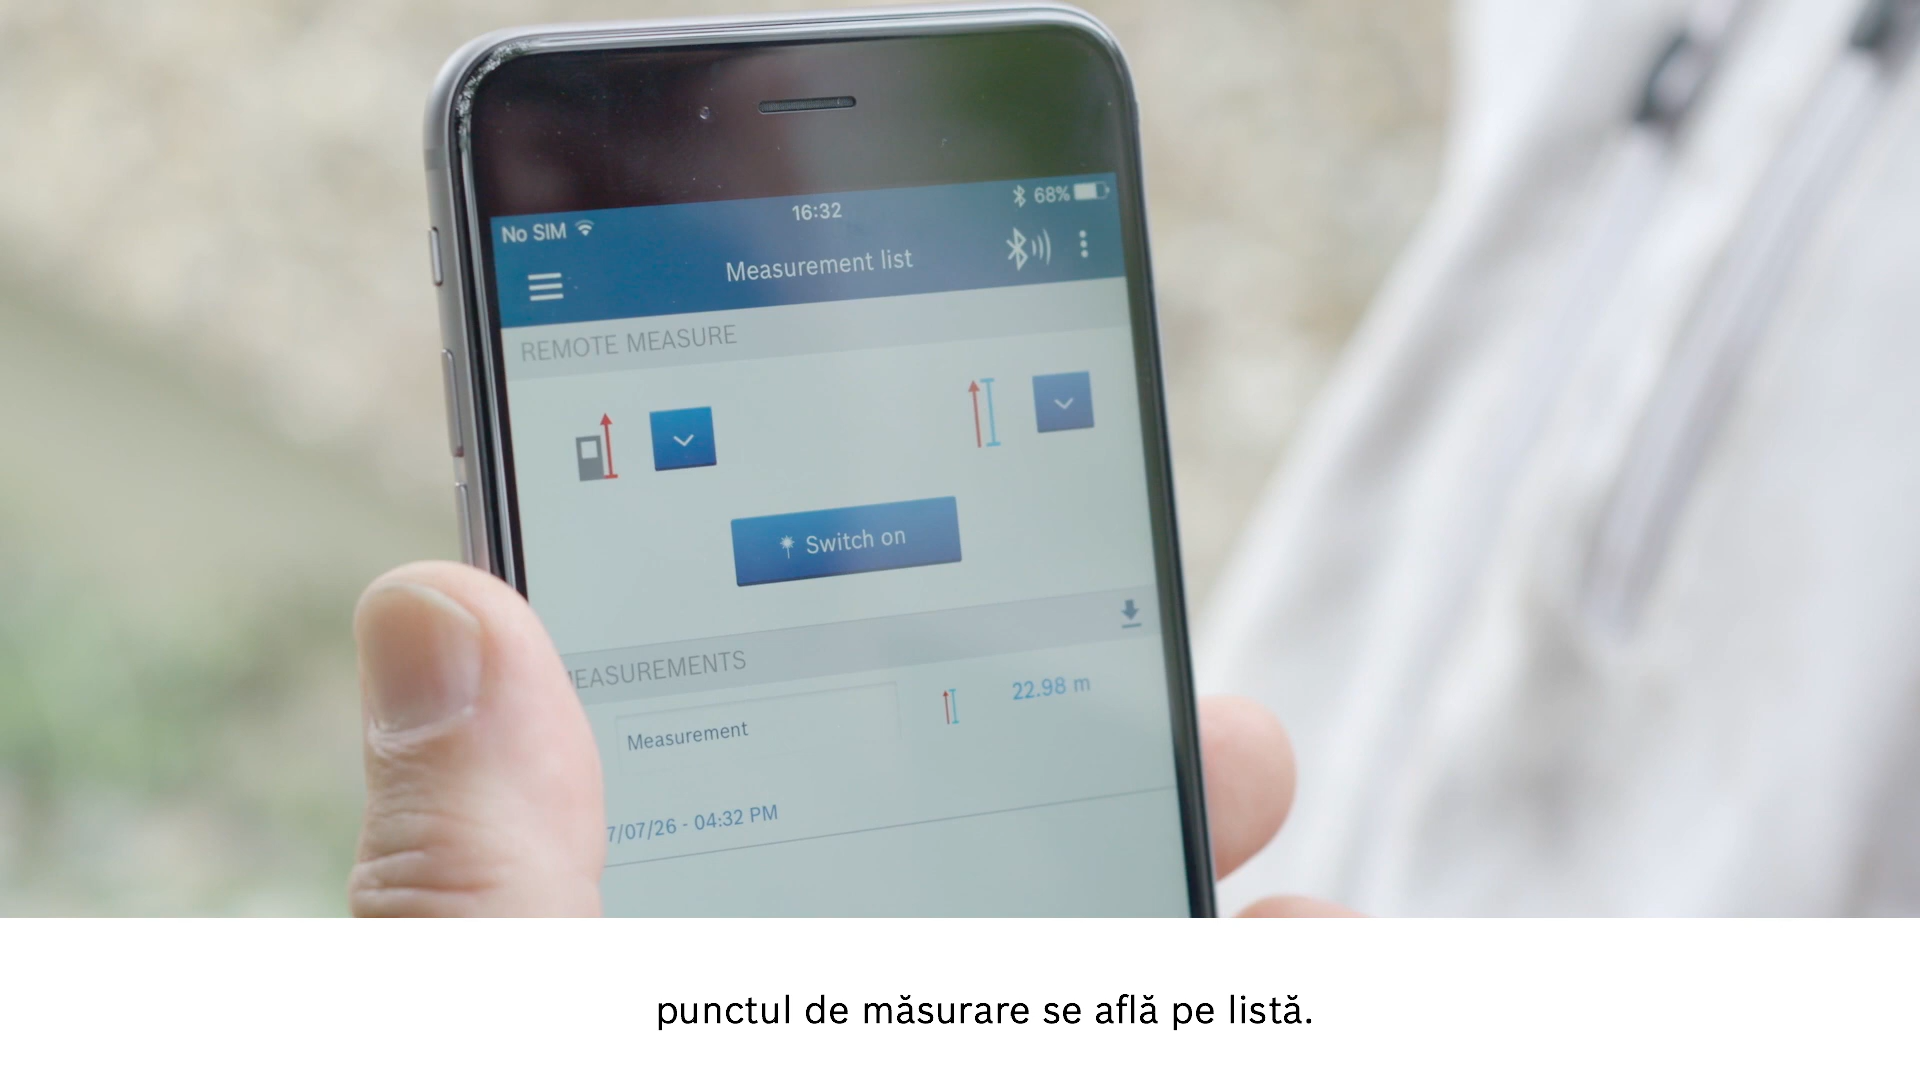 No SIM
16:32
68%
Measurement list
REMOTE MEASURE
Switch on
MEASUREMENTS
Measurement
22.98 m
7/07/26 - 04:32 PM
punctul de măsurare se află pe listă.